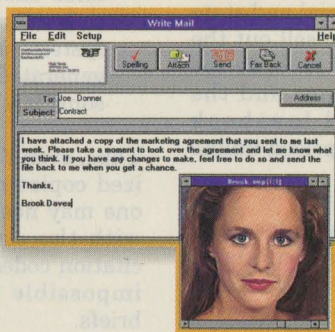 Write Mail
File Edit Setup Help
Spelling Attach Send Fax Back Cancel
To: Joe Donner Address
Subject: Contract
I have attached a copy of the marketing agreement that you sent to me last
week. Please take a moment to look over the agreement and let me know what
you think. If you have any changes to make, feel free to do so and send the
file back to me when you get a chance.
Thanks,
Brook Daves
Brook.bmp [1:1]
one may
impossible
briefs.